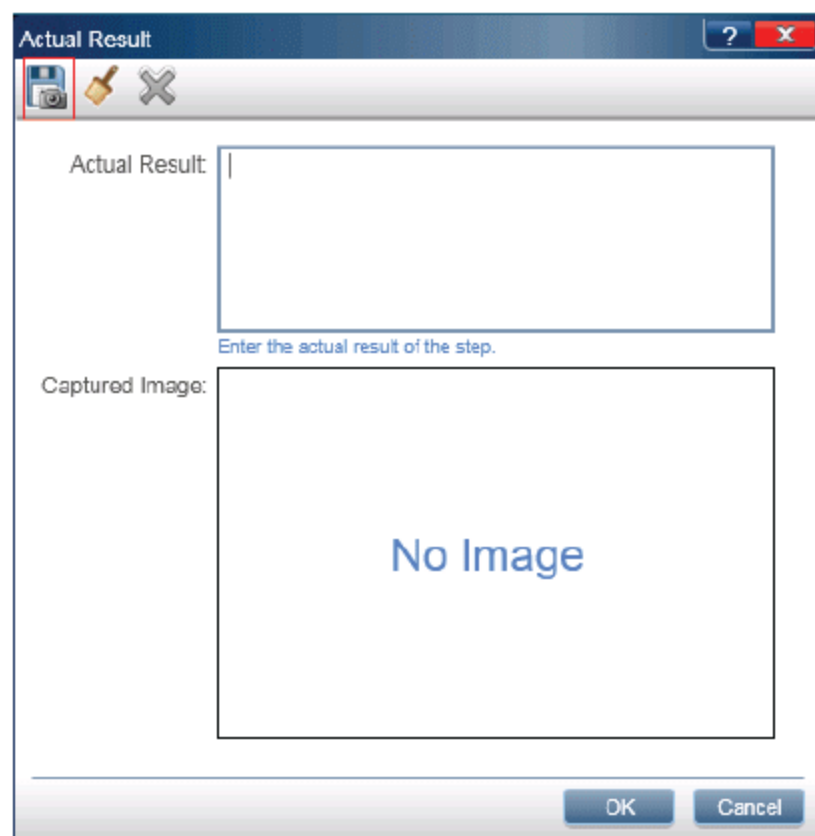 Actual Result
?
Actual Result:
Enter the actual result of the step.
Captured Image:
No Image
OK
Cancel